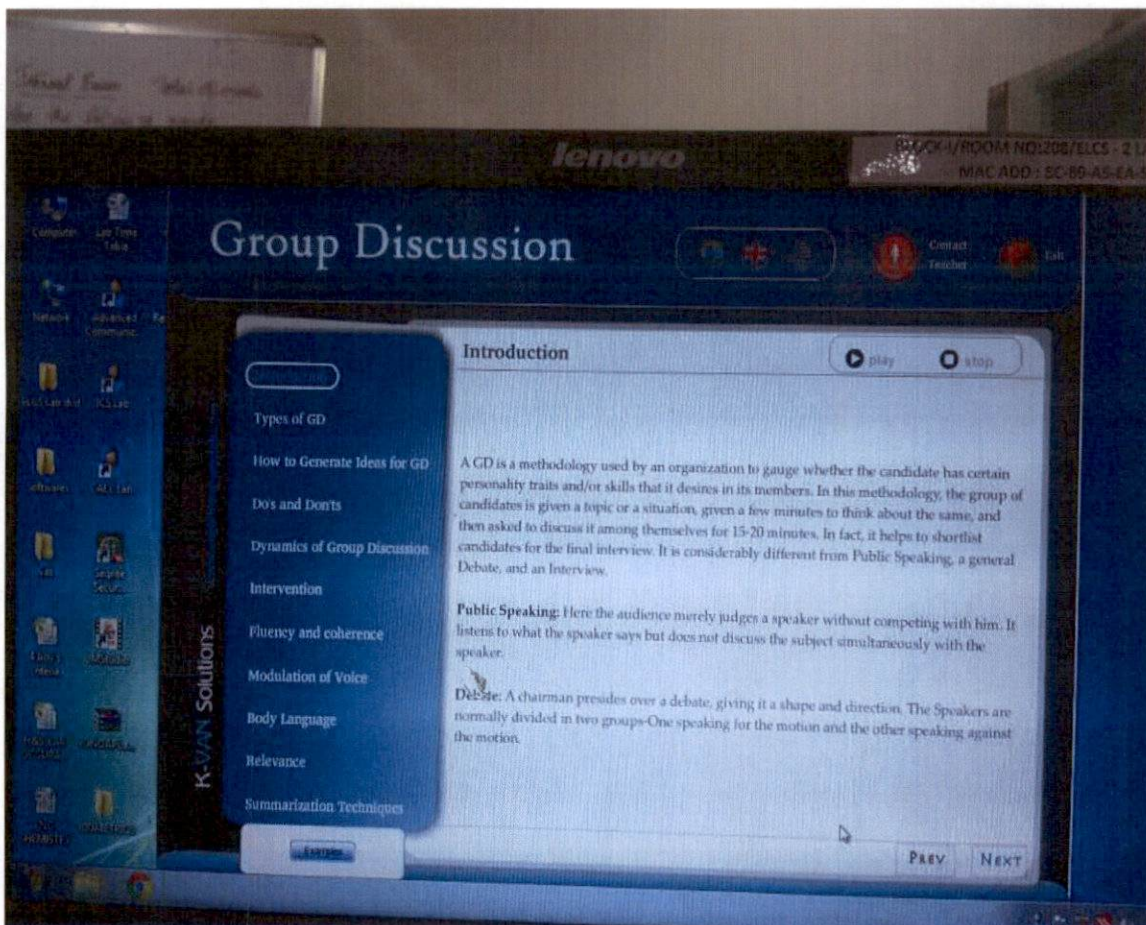 lenovo
BLOCK-I/ROOM NO:208/ELCS - 2 L
MAC ADD :
Group Discussion
Contact
Teacher
Exit
Computer
Network
Advanced
Introduction
play
stop
Types of GD
How to Generate Ideas for GD
Do's and Don'ts
Dynamics of Group Discussion
Intervention
Fluency and coherence
Modulation of Voice
Body Language
Relevance
Summarization Techniques
Examples
K-VAN Solutions
A GD is a methodology used by an organization to gauge whether the candidate has certain
personality traits and/or skills that it desires in its members. In this methodology, the group of
candidates is given a topic or a situation, given a few minutes to think about the same, and
then asked to discuss it among themselves for 15-20 minutes. In fact, it helps to shortlist
candidates for the final interview. It is considerably different from Public Speaking, a general
Debate, and an Interview.
Public Speaking: Here the audience merely judges a speaker without competing with him. It
listens to what the speaker says but does not discuss the subject simultaneously with the
speaker.
Debate: A chairman presides over a debate, giving it a shape and direction. The Speakers are
normally divided in two groups-One speaking for the motion and the other speaking against
the motion.
PREV
NEXT